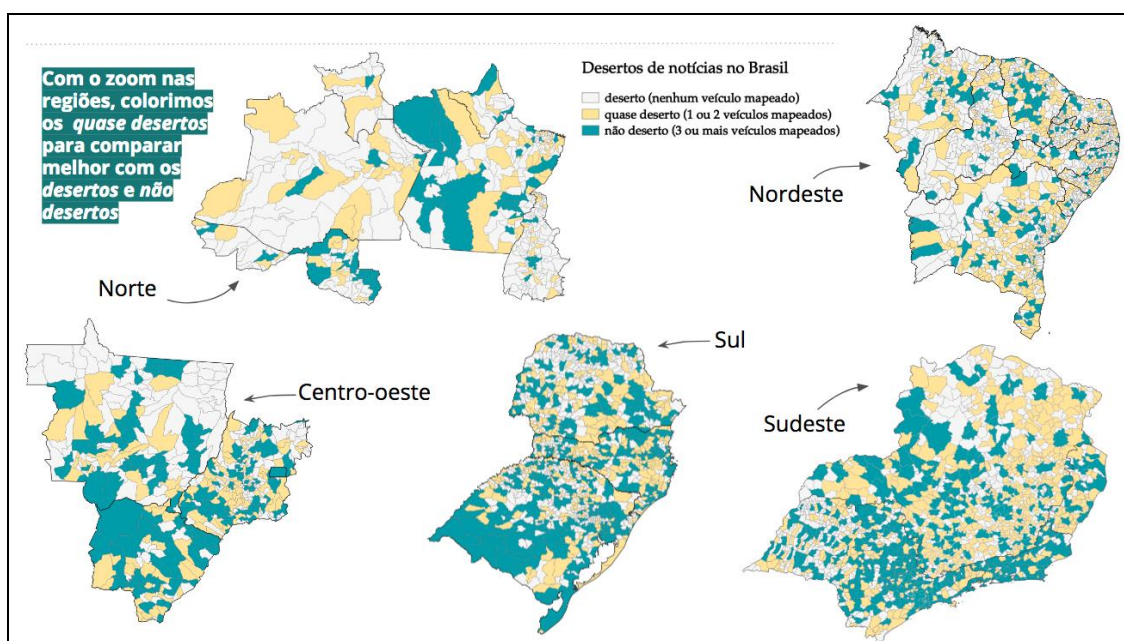 Com o zoom nas
regiões, colorimos
os quase desertos
para comparar
melhor com os
desertos e não
desertos
Desertos de notícias no Brasil
deserto (nenhum veículo mapeado)
quase deserto (1 ou 2 veículos mapeados)
não deserto (3 ou mais veículos mapeados)
Nordeste
Norte
Sul
Centro-oeste
Sudeste